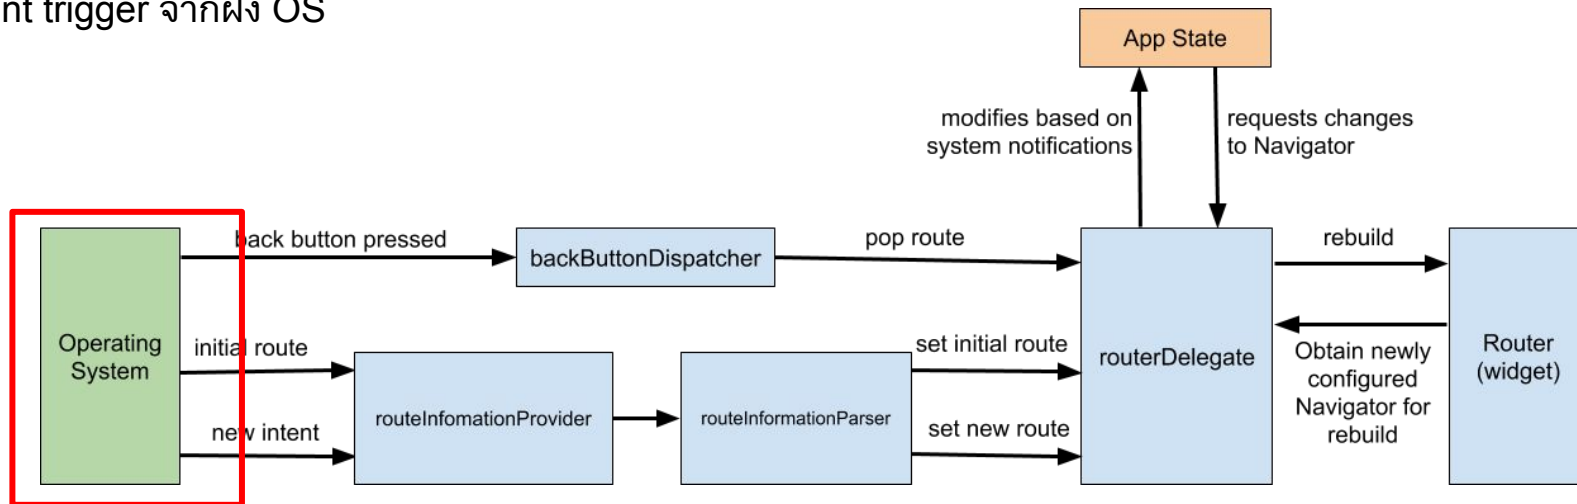 nt trigger จากฝั่ง OS
App State
modifies based on
system notifications
requests changes
to Navigator
back button pressed
backButtonDispatcher
pop route
rebuild
Operating
System
initial route
new intent
routeInfomationProvider
routeInformationParser
set initial route
set new route
routerDelegate
Obtain newly
configured
Navigator for
rebuild
Router
(widget)